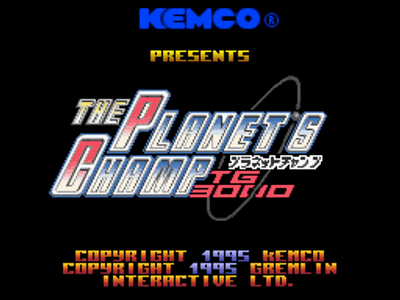 KEMCO®
PRESENTS
THE PLANET'S
CHAMP
プラネットチャンプ
TG
3000
COPYRIGHT 1995 KEMCO
COPYRIGHT 1995 GREMLIN
INTERACTIVE LTD.